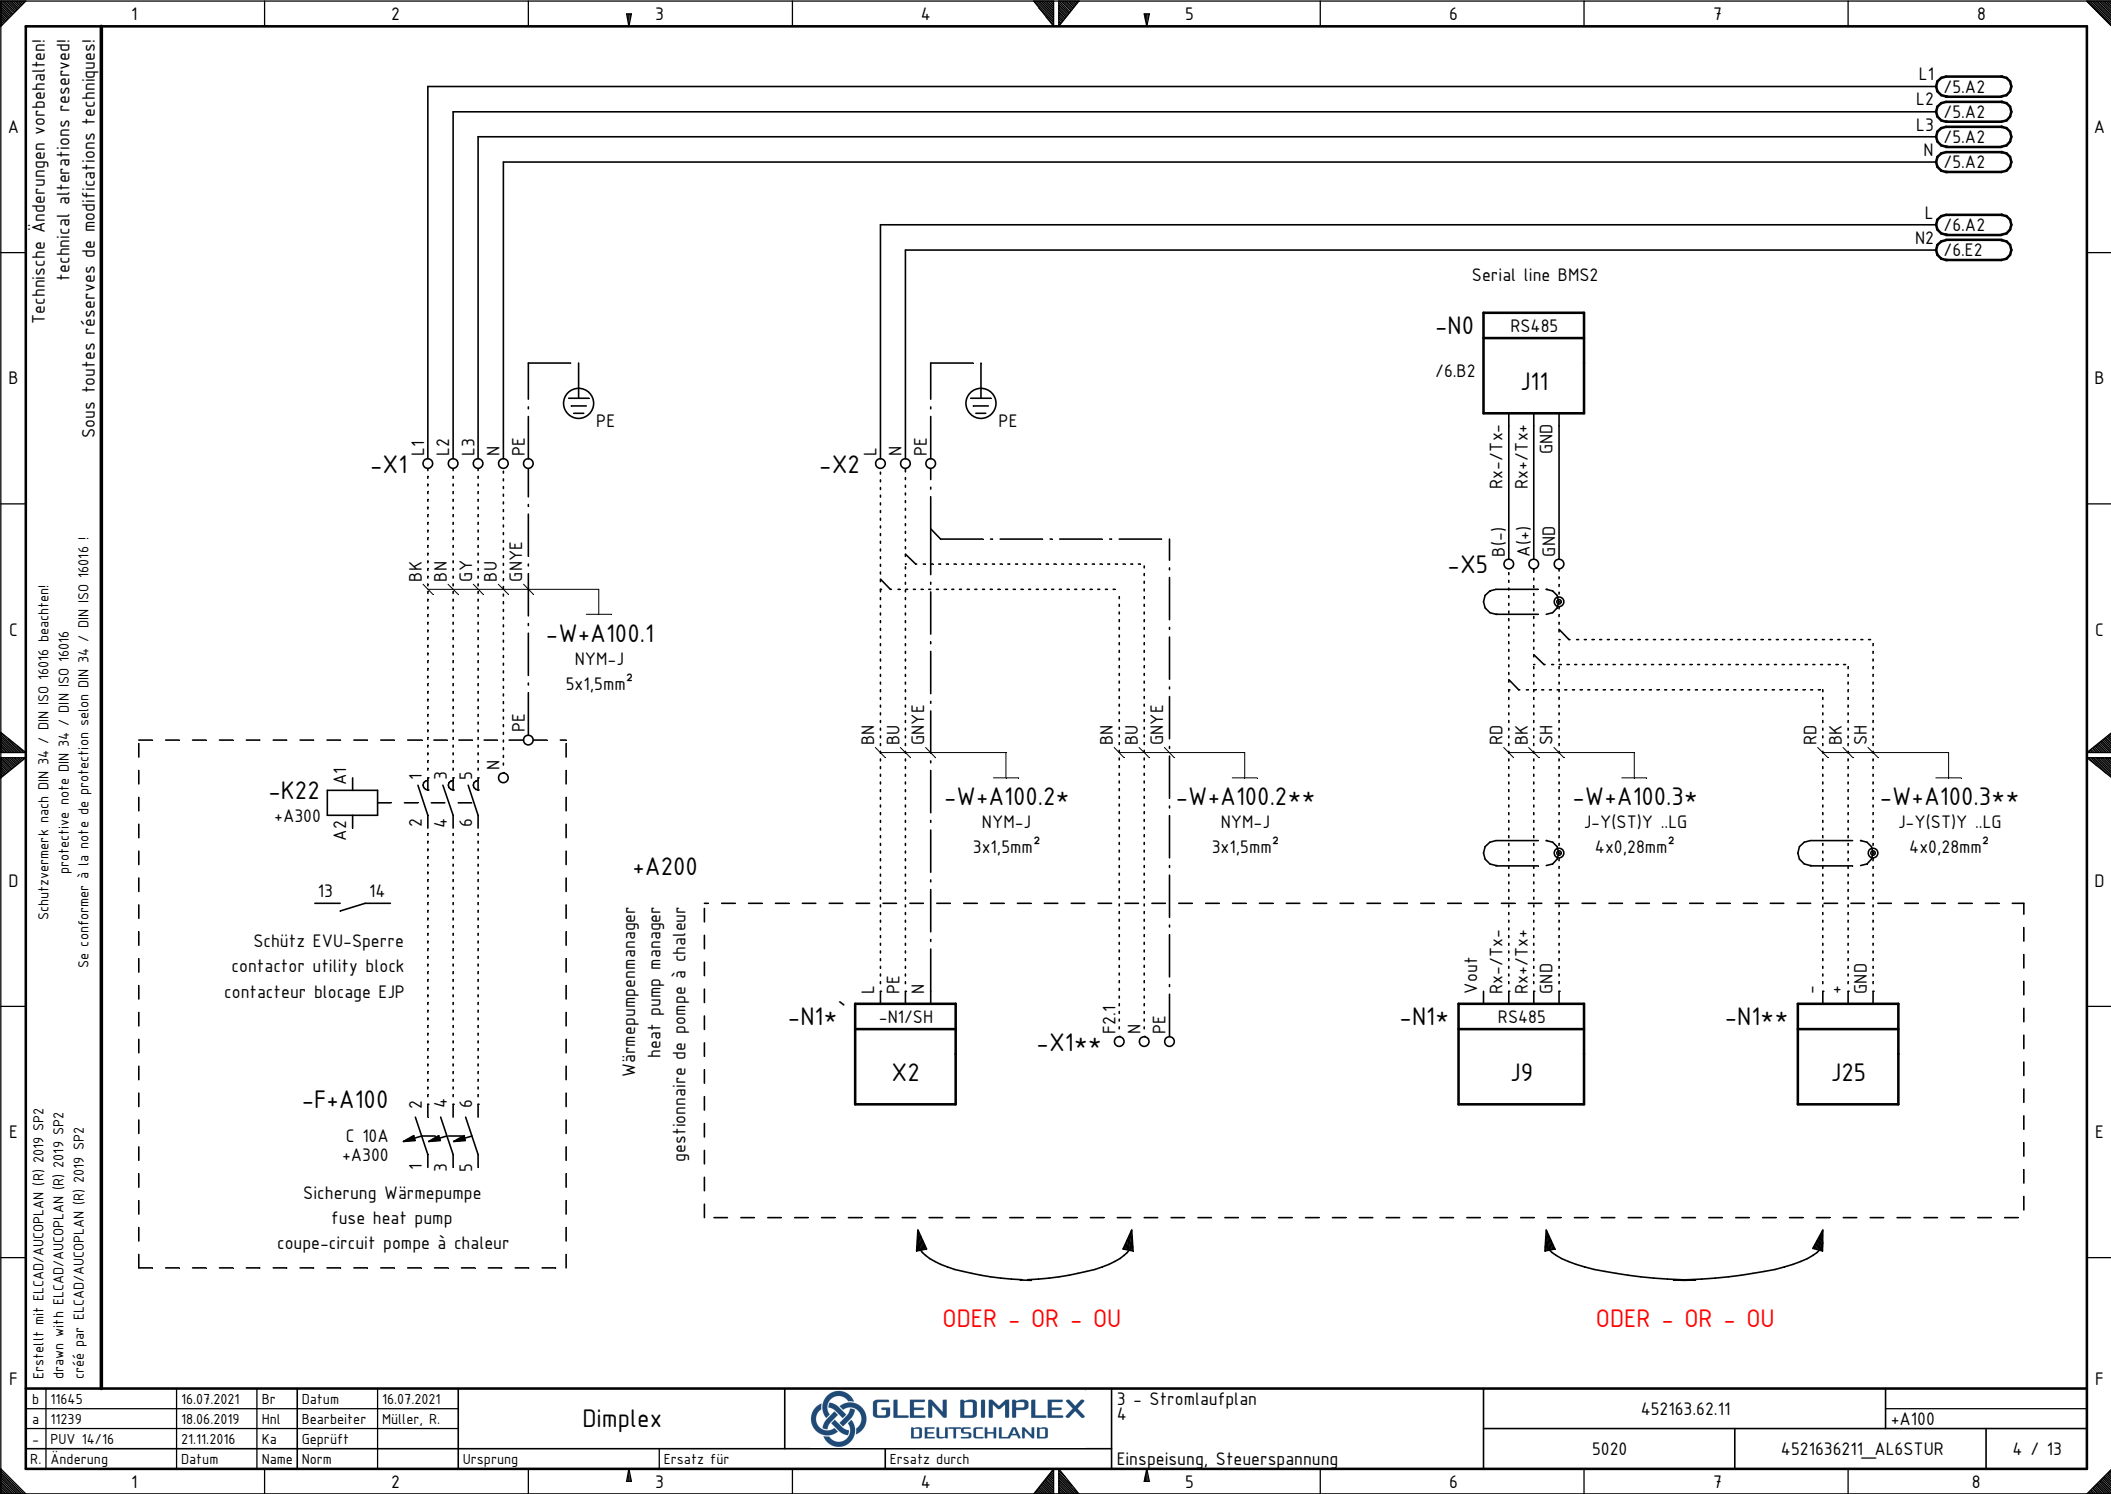 1 2 3 4 5 6 7 8
A
B
C
D
E
F
A
B
C
D
E
F
Technische Änderungen vorbehalten!
technical alterations reserved!
Sous toutes réserves de modifications techniques!
Schutzvermerk nach DIN 34 / DIN ISO 16016 beachten!
protective note DIN 34 / DIN ISO 16016
Se conformer à la note de protection selon DIN 34 / DIN ISO 16016 !
Erstellt mit ELCAD/AUCOPLAN (R) 2019 SP2
drawn with ELCAD/AUCOPLAN (R) 2019 SP2
créé par ELCAD/AUCOPLAN (R) 2019 SP2
L1 /5.A2
L2 /5.A2
L3 /5.A2
N /5.A2
L /6.A2
N2 /6.E2
Serial line BMS2
-N0 RS485
/6.B2 J11
Rx-/Tx- Rx+/Tx+ GND
PE
PE
-X1 L1 L2 L3 N PE
-X2 L N PE
-X5 B(-) A(+) GND
BK BN GY BU GNYE
-W+A100.1
NYM-J
5x1,5mm²
PE
N
-K22
+A300
A1
A2
1 3 5
2 4 6
13 14
Schütz EVU-Sperre
contactor utility block
contacteur blocage EJP
-F+A100
C 10A
+A300
2 4 6
1 3 5
Sicherung Wärmepumpe
fuse heat pump
coupe-circuit pompe à chaleur
BN BU GNYE
-W+A100.2*
NYM-J
3x1,5mm²
BN BU GNYE
-W+A100.2**
NYM-J
3x1,5mm²
RD BK SH
-W+A100.3*
J-Y(ST)Y ..LG
4x0,28mm²
RD BK SH
-W+A100.3**
J-Y(ST)Y ..LG
4x0,28mm²
+A200
Wärmepumpenmanager
heat pump manager
gestionnaire de pompe à chaleur
L PE N
-N1*` -N1/SH
X2
F2.1 N PE
-X1**
Vout Rx-/Tx- Rx+/Tx+ GND
-N1* RS485
J9
- + GND
-N1**
J25
ODER - OR - OU
ODER - OR - OU
b 11645 16.07.2021 Br Datum 16.07.2021
a 11239 18.06.2019 Hnl Bearbeiter Müller, R.
- PUV 14/16 21.11.2016 Ka Geprüft
R. Änderung Datum Name Norm
Ursprung Ersatz für Ersatz durch
Dimplex
GLEN DIMPLEX
DEUTSCHLAND
3 - Stromlaufplan
4
Einspeisung, Steuerspannung
452163.62.11
+A100
5020
4521636211_AL6STUR
4 / 13
1 2 3 4 5 6 7 8